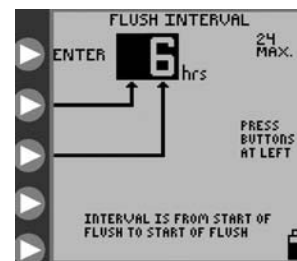 FLUSH INTERVAL
ENTER 6 hrs
24
MAX.
PRESS
BUTTONS
AT LEFT
INTERVAL IS FROM START OF
FLUSH TO START OF FLUSH